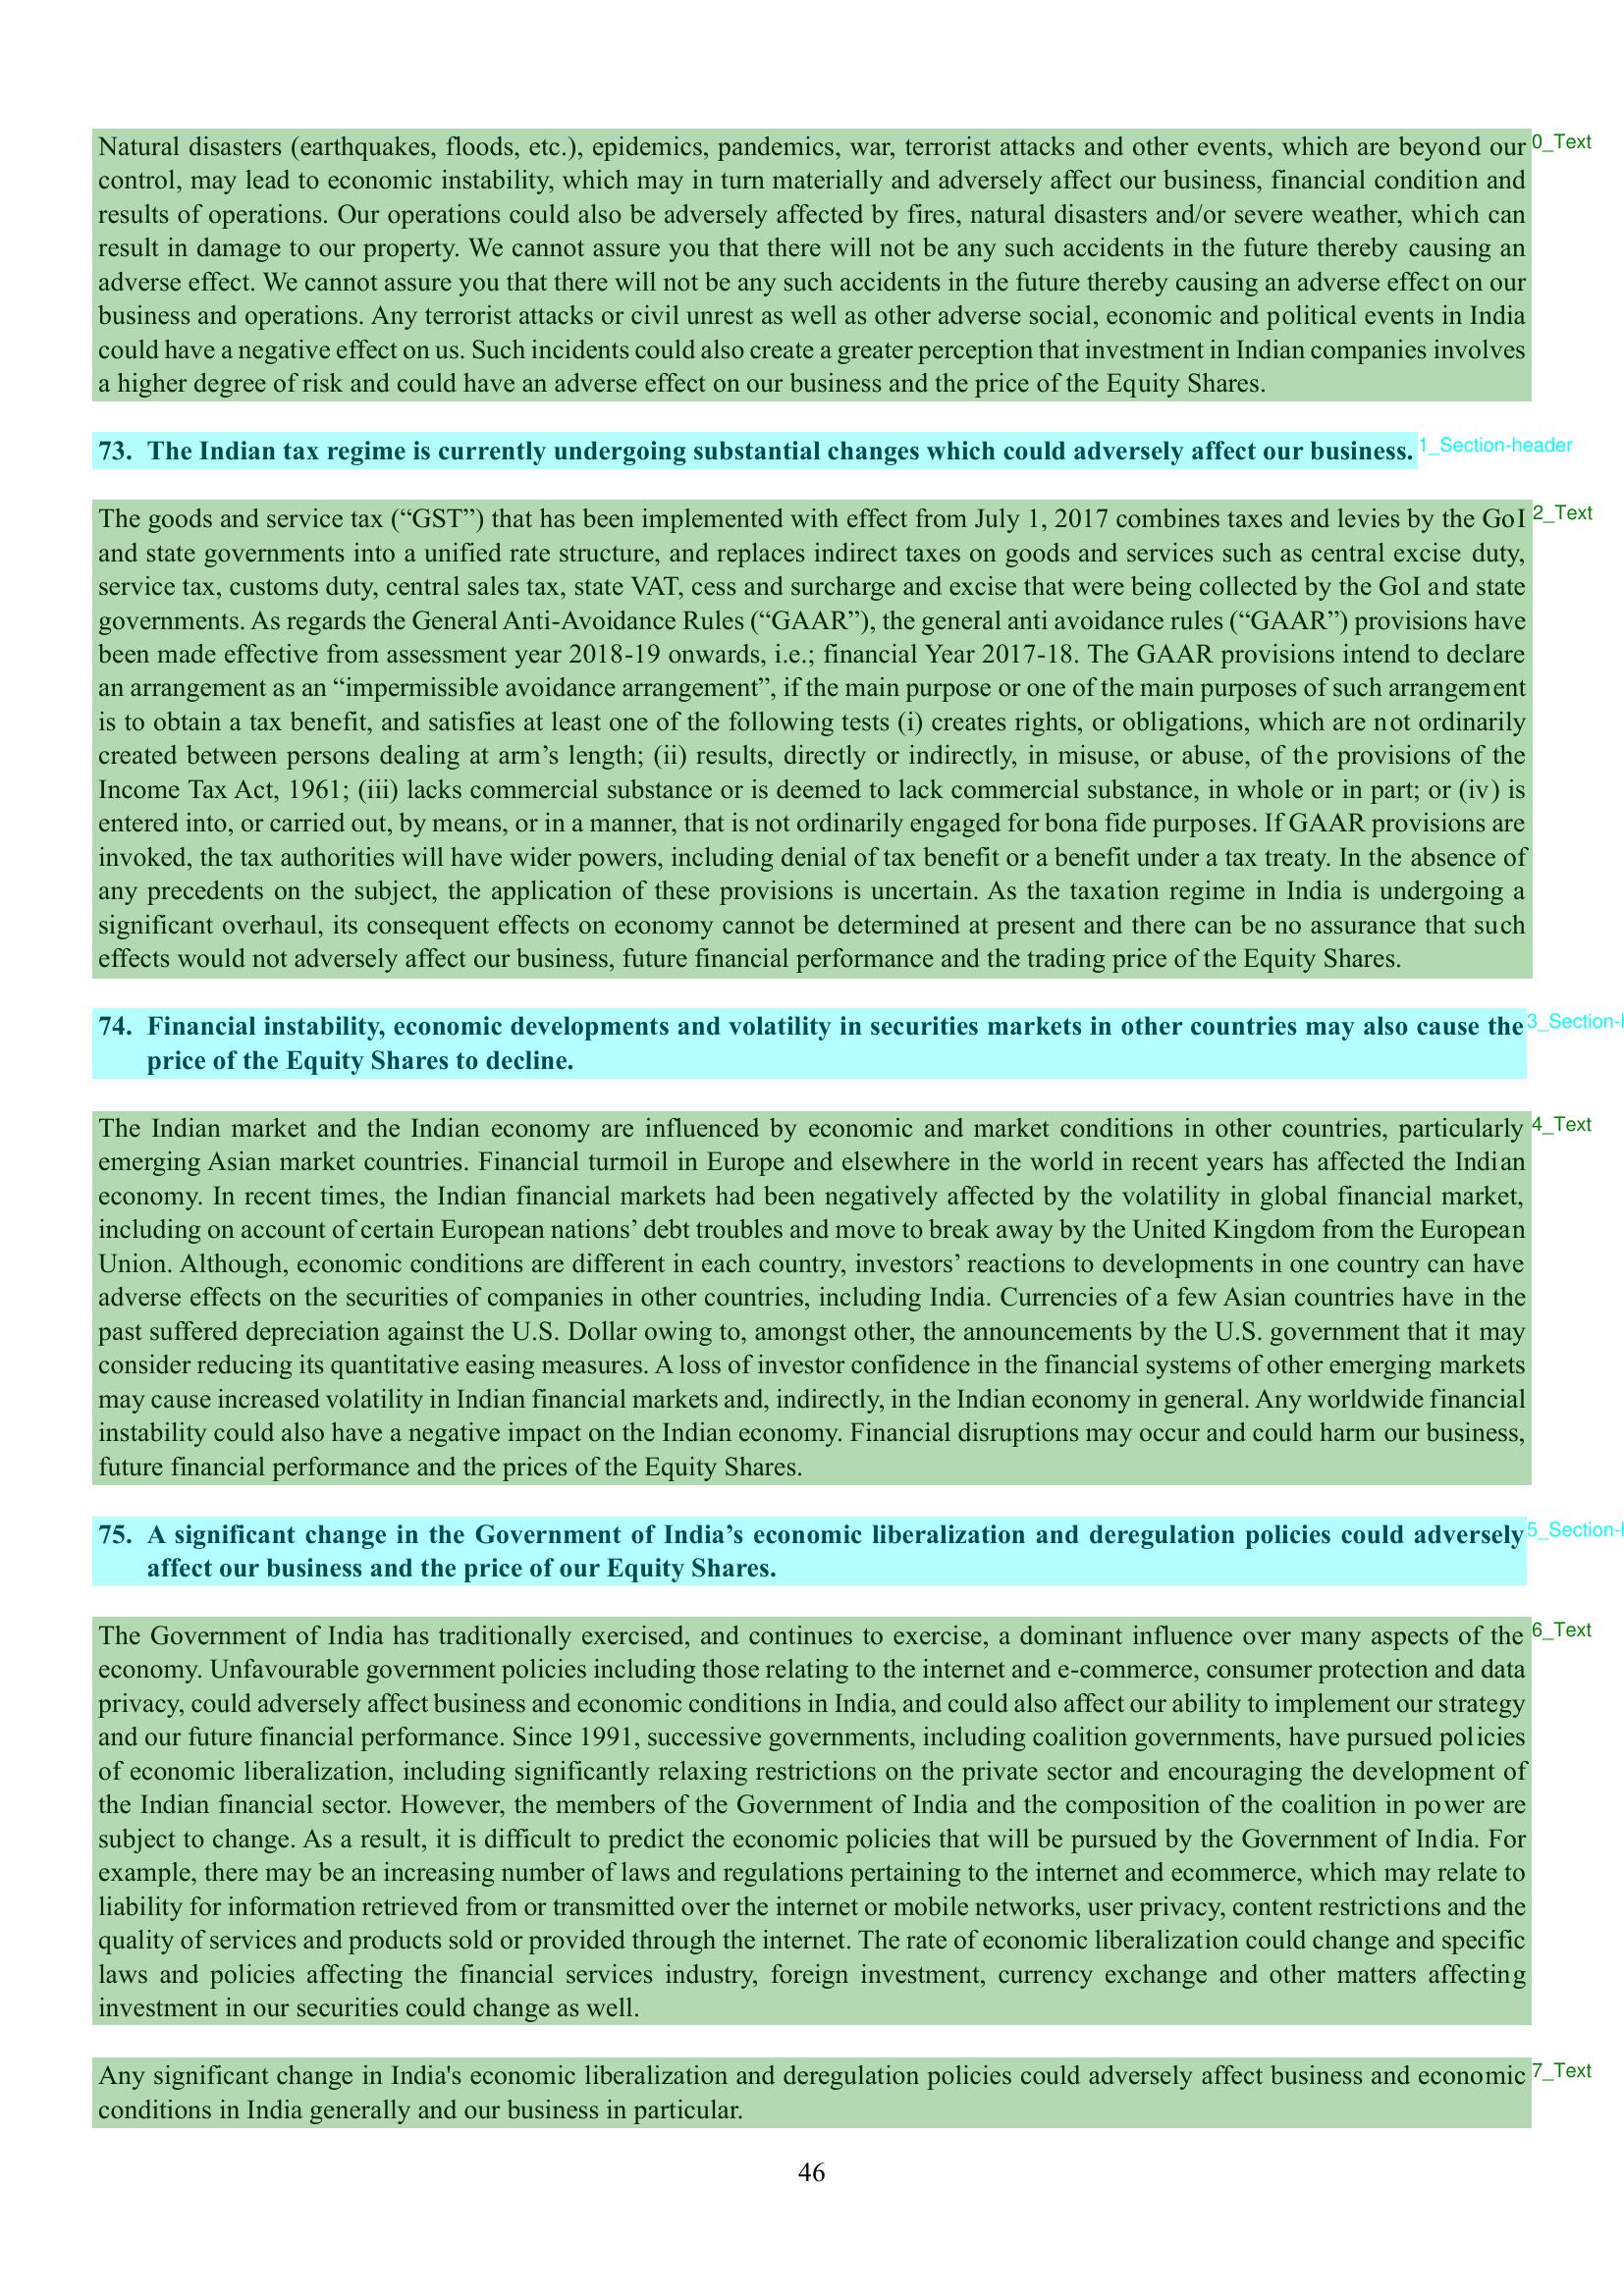 Natural disasters (earthquakes, floods, etc.), epidemics, pandemics, war, terrorist attacks and other events, which are beyond our
0_Text
control, may lead to economic instability, which may in turn materially and adversely affect our business, financial condition and
results of operations. Our operations could also be adversely affected by fires, natural disasters and/or severe weather, which can
result in damage to our property. We cannot assure you that there will not be any such accidents in the future thereby causing an
adverse effect. We cannot assure you that there will not be any such accidents in the future thereby causing an adverse effect on our
business and operations. Any terrorist attacks or civil unrest as well as other adverse social, economic and political events in India
could have a negative effect on us. Such incidents could also create a greater perception that investment in Indian companies involves
a higher degree of risk and could have an adverse effect on our business and the price of the Equity Shares.
73. The Indian tax regime is currently undergoing substantial changes which could adversely affect our business.
1_Section-header
The goods and service tax (“GST”) that has been implemented with effect from July 1, 2017 combines taxes and levies by the GoI
2_Text
and state governments into a unified rate structure, and replaces indirect taxes on goods and services such as central excise duty,
service tax, customs duty, central sales tax, state VAT, cess and surcharge and excise that were being collected by the GoI and state
governments. As regards the General Anti-Avoidance Rules (“GAAR”), the general anti avoidance rules (“GAAR”) provisions have
been made effective from assessment year 2018-19 onwards, i.e.; financial Year 2017-18. The GAAR provisions intend to declare
an arrangement as an “impermissible avoidance arrangement”, if the main purpose or one of the main purposes of such arrangement
is to obtain a tax benefit, and satisfies at least one of the following tests (i) creates rights, or obligations, which are not ordinarily
created between persons dealing at arm’s length; (ii) results, directly or indirectly, in misuse, or abuse, of the provisions of the
Income Tax Act, 1961; (iii) lacks commercial substance or is deemed to lack commercial substance, in whole or in part; or (iv) is
entered into, or carried out, by means, or in a manner, that is not ordinarily engaged for bona fide purposes. If GAAR provisions are
invoked, the tax authorities will have wider powers, including denial of tax benefit or a benefit under a tax treaty. In the absence of
any precedents on the subject, the application of these provisions is uncertain. As the taxation regime in India is undergoing a
significant overhaul, its consequent effects on economy cannot be determined at present and there can be no assurance that such
effects would not adversely affect our business, future financial performance and the trading price of the Equity Shares.
74. Financial instability, economic developments and volatility in securities markets in other countries may also cause the
3_Section-
price of the Equity Shares to decline.
The Indian market and the Indian economy are influenced by economic and market conditions in other countries, particularly
4_Text
emerging Asian market countries. Financial turmoil in Europe and elsewhere in the world in recent years has affected the Indian
economy. In recent times, the Indian financial markets had been negatively affected by the volatility in global financial market,
including on account of certain European nations’ debt troubles and move to break away by the United Kingdom from the European
Union. Although, economic conditions are different in each country, investors’ reactions to developments in one country can have
adverse effects on the securities of companies in other countries, including India. Currencies of a few Asian countries have in the
past suffered depreciation against the U.S. Dollar owing to, amongst other, the announcements by the U.S. government that it may
consider reducing its quantitative easing measures. A loss of investor confidence in the financial systems of other emerging markets
may cause increased volatility in Indian financial markets and, indirectly, in the Indian economy in general. Any worldwide financial
instability could also have a negative impact on the Indian economy. Financial disruptions may occur and could harm our business,
future financial performance and the prices of the Equity Shares.
75. A significant change in the Government of India’s economic liberalization and deregulation policies could adversely
5_Section-
affect our business and the price of our Equity Shares.
The Government of India has traditionally exercised, and continues to exercise, a dominant influence over many aspects of the
6_Text
economy. Unfavourable government policies including those relating to the internet and e-commerce, consumer protection and data
privacy, could adversely affect business and economic conditions in India, and could also affect our ability to implement our strategy
and our future financial performance. Since 1991, successive governments, including coalition governments, have pursued policies
of economic liberalization, including significantly relaxing restrictions on the private sector and encouraging the development of
the Indian financial sector. However, the members of the Government of India and the composition of the coalition in power are
subject to change. As a result, it is difficult to predict the economic policies that will be pursued by the Government of India. For
example, there may be an increasing number of laws and regulations pertaining to the internet and ecommerce, which may relate to
liability for information retrieved from or transmitted over the internet or mobile networks, user privacy, content restrictions and the
quality of services and products sold or provided through the internet. The rate of economic liberalization could change and specific
laws and policies affecting the financial services industry, foreign investment, currency exchange and other matters affecting
investment in our securities could change as well.
Any significant change in India's economic liberalization and deregulation policies could adversely affect business and economic
7_Text
conditions in India generally and our business in particular.
46